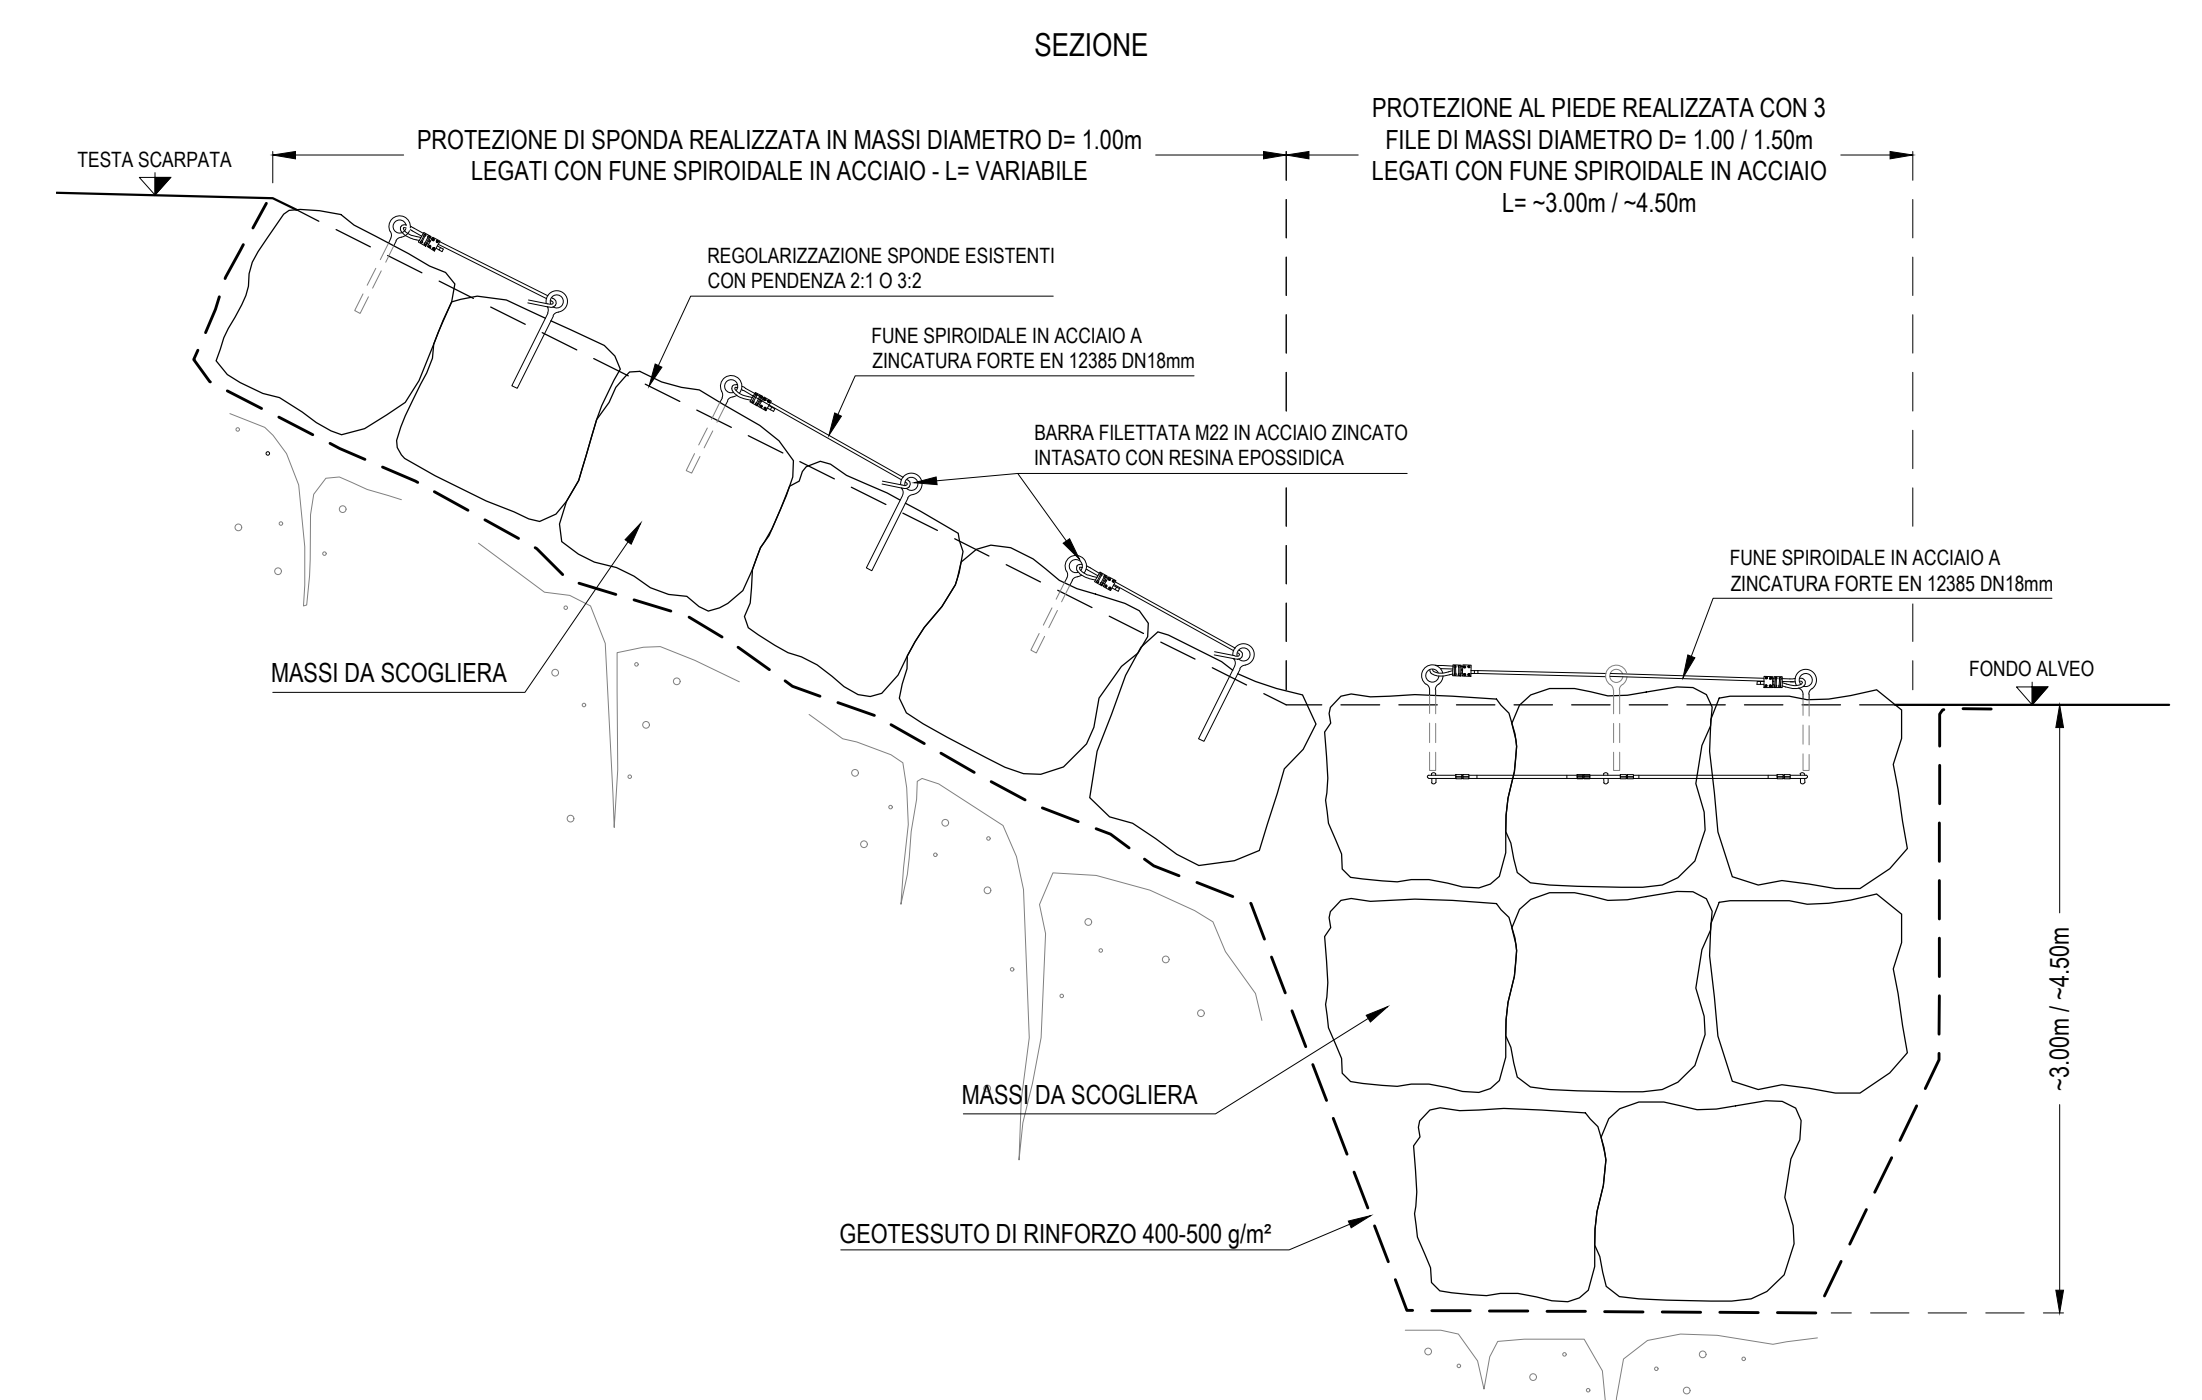 SEZIONE
PROTEZIONE DI SPONDA REALIZZATA IN MASSI DIAMETRO D= 1.00m
LEGATI CON FUNE SPIROIDALE IN ACCIAIO - L= VARIABILE
PROTEZIONE AL PIEDE REALIZZATA CON 3
FILE DI MASSI DIAMETRO D= 1.00 / 1.50m
LEGATI CON FUNE SPIROIDALE IN ACCIAIO
L= ~3.00m / ~4.50m
TESTA SCARPATA
REGOLARIZZAZIONE SPONDE ESISTENTI
CON PENDENZA 2:1 O 3:2
FUNE SPIROIDALE IN ACCIAIO A
ZINCATURA FORTE EN 12385 DN18mm
BARRA FILETTATA M22 IN ACCIAIO ZINCATO
INTASATO CON RESINA EPOSSIDICA
FUNE SPIROIDALE IN ACCIAIO A
ZINCATURA FORTE EN 12385 DN18mm
MASSI DA SCOGLIERA
FONDO ALVEO
~3.00m / ~4.50m
MASSI DA SCOGLIERA
GEOTESSUTO DI RINFORZO 400-500 g/m²